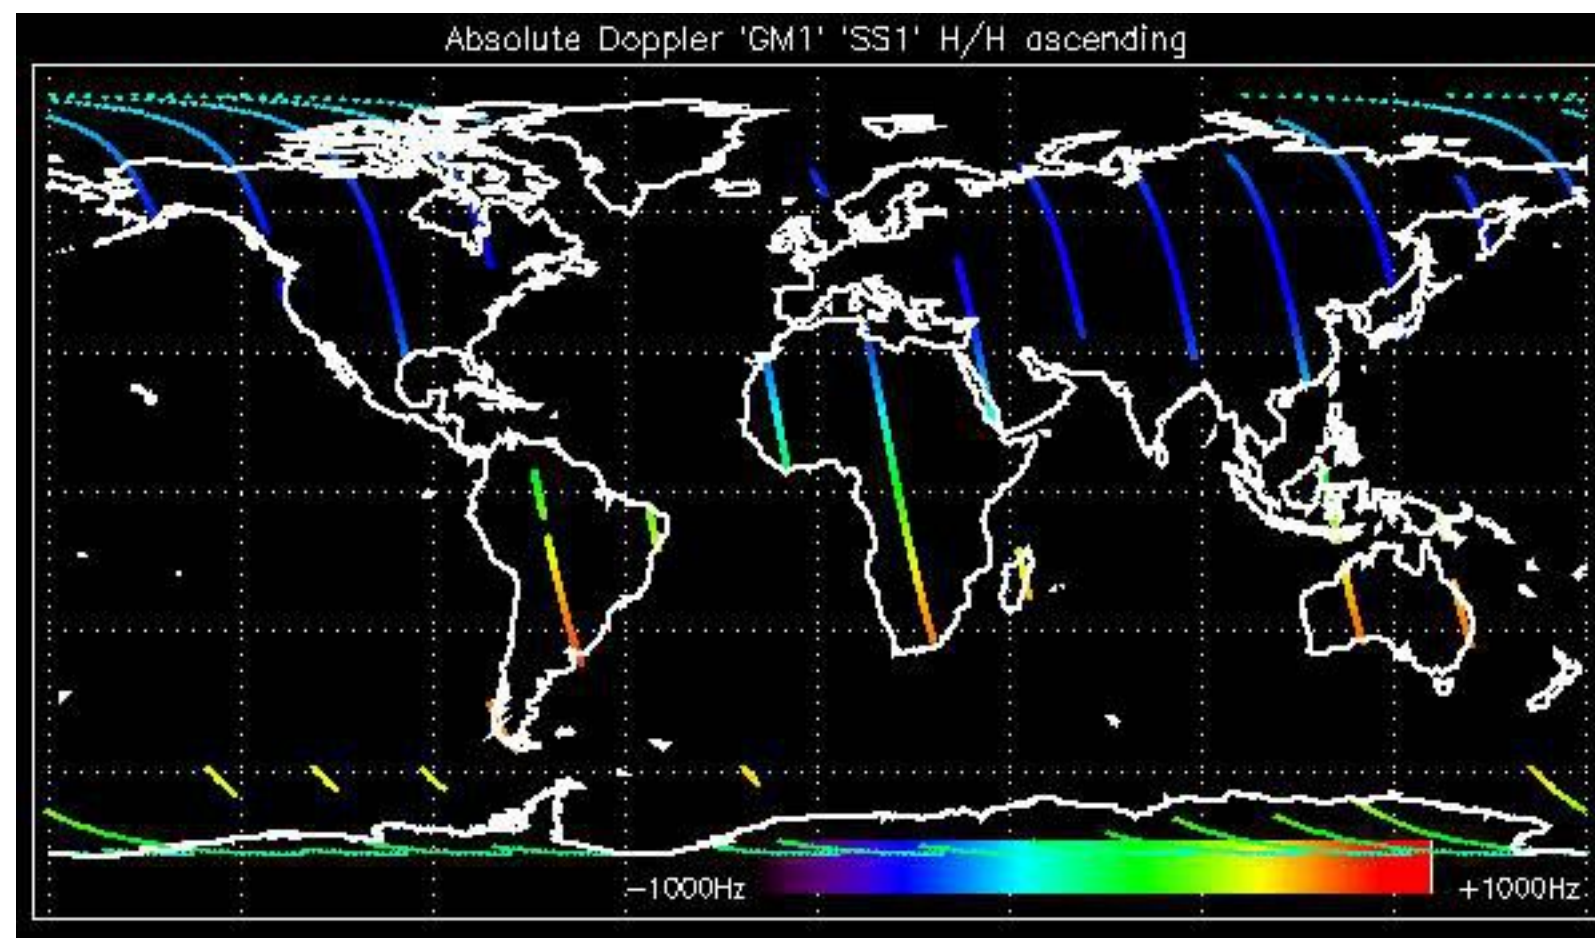 Absolute Doppler 'GM1' 'SS1' H/H ascending
−1000Hz
+1000Hz